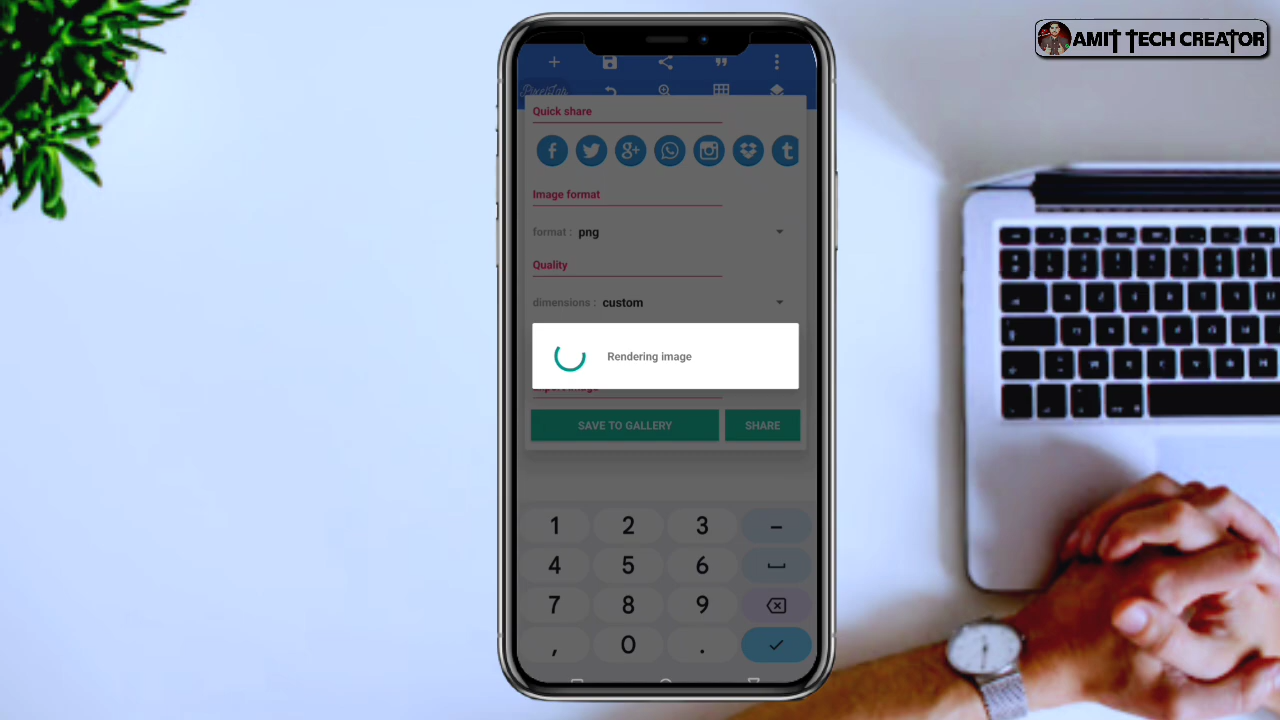 AMIT TECH CREATOR
PixelLab
Quick share
Image format
format : png
Quality
dimensions : custom
Rendering image
SAVE TO GALLERY
SHARE
1 2 3 –
4 5 6
7 8 9
, 0 .